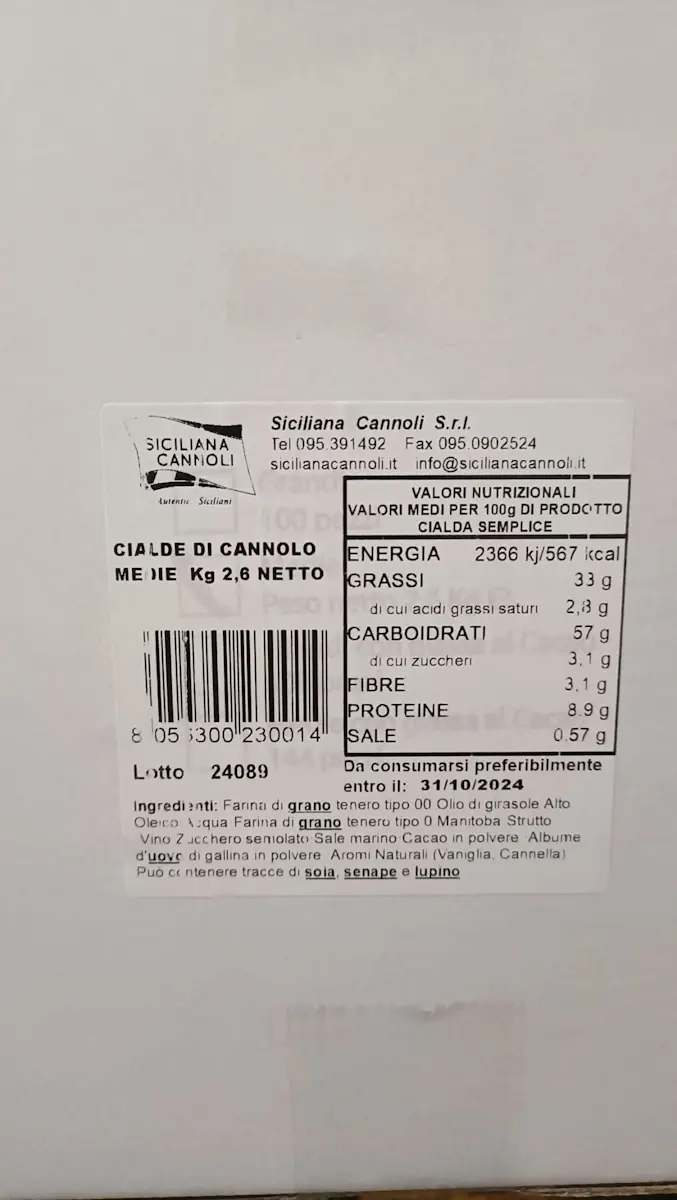 SICILIANA
CANNOLI
Autentic Siciliani
Siciliana Cannoli S.r.l.
Tel 095.391492 Fax 095.0902524
sicilianacannoli.it info@sicilianacannoli.it
VALORI NUTRIZIONALI
VALORI MEDI PER 100g DI PRODOTTO
CIALDA SEMPLICE
CIALDE DI CANNOLO
MEDIE Kg 2,6 NETTO
ENERGIA 2366 kj/567 kcal
GRASSI 33 g
di cui acidi grassi saturi 2,8 g
CARBOIDRATI 57 g
di cui zuccheri 3,1 g
FIBRE 3,1 g
PROTEINE 8.9 g
SALE 0.57 g
8 05 300 230014
Lotto 24089
Da consumarsi preferibilmente
entro il: 31/10/2024
Ingredienti: Farina di grano tenero tipo 00 Olio di girasole Alto
Oleico Acqua Farina di grano tenero tipo 0 Manitoba Strutto
Vino Zucchero semolato Sale marino Cacao in polvere Albume
d'uovo di gallina in polvere Aromi Naturali (Vaniglia, Cannella)
Può contenere tracce di soia, senape e lupino